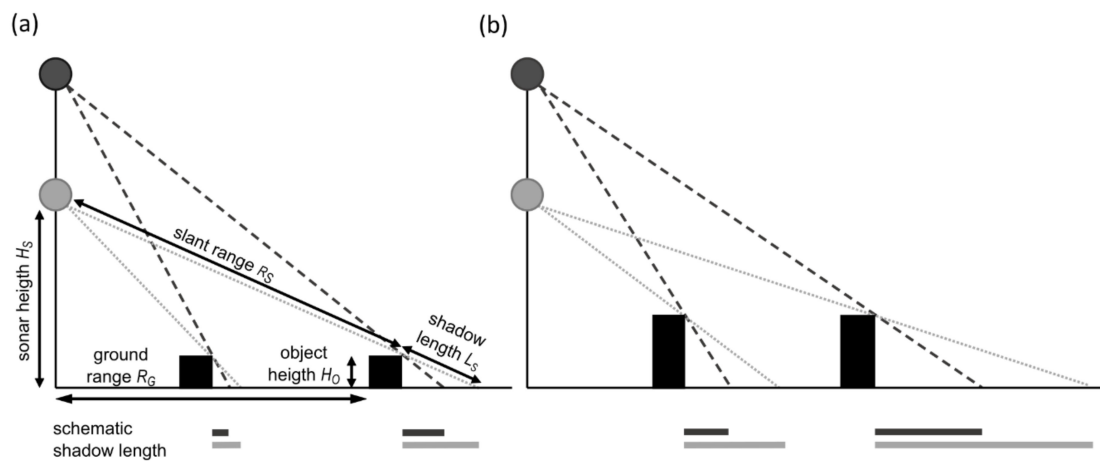 (a)
(b)
sonar heigth HS
slant range RS
shadow
length LS
ground
range RG
object
heigth HO
schematic
shadow length